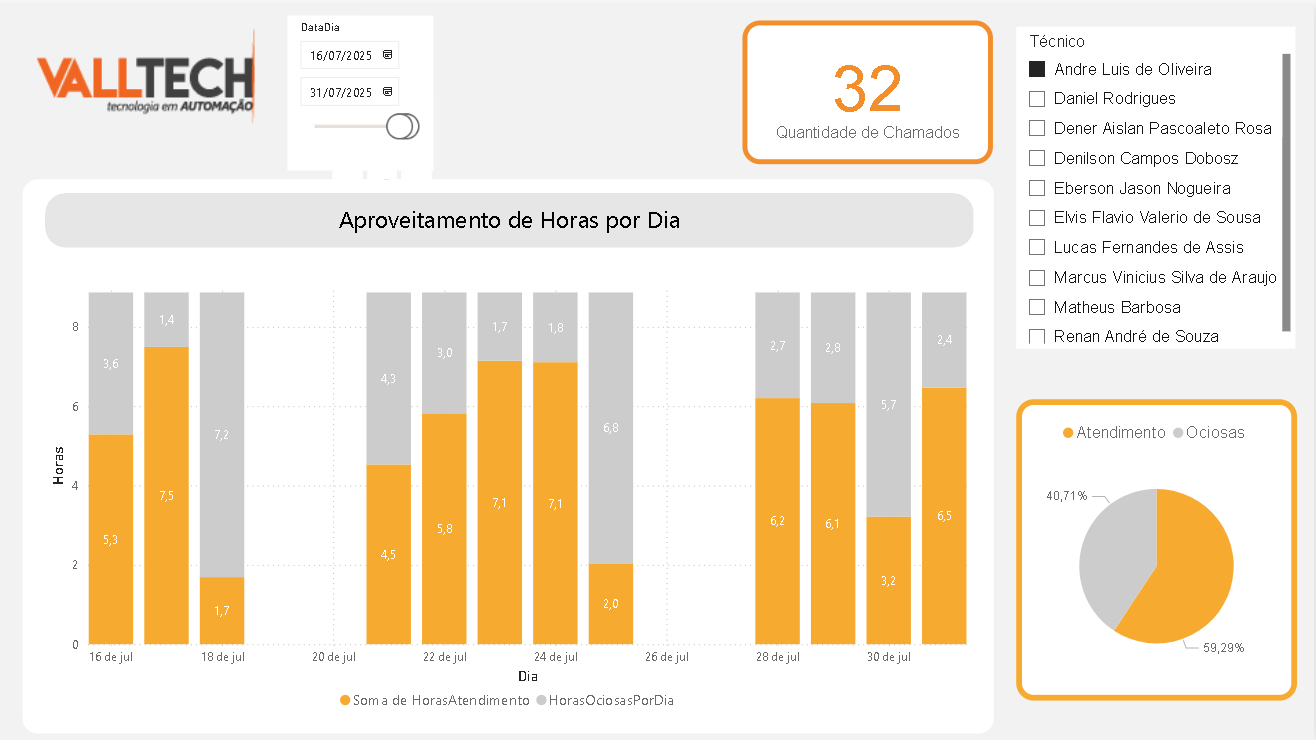 VALLTECH
tecnologia em AUTOMAÇÃO
DataDia
16/07/2025
31/07/2025
32
Quantidade de Chamados
Técnico
Andre Luis de Oliveira
Daniel Rodrigues
Dener Aislan Pascoaleto Rosa
Denilson Campos Dobosz
Eberson Jason Nogueira
Elvis Flavio Valerio de Sousa
Lucas Fernandes de Assis
Marcus Vinicius Silva de Araujo
Matheus Barbosa
Renan André de Souza
Aproveitamento de Horas por Dia
Horas
8
6
4
2
0
3,6
1,4
7,2
4,3
3,0
1,7
1,8
6,8
2,7
2,8
5,7
2,4
5,3
7,5
1,7
4,5
5,8
7,1
7,1
2,0
6,2
6,1
3,2
6,5
16 de jul
18 de jul
20 de jul
22 de jul
24 de jul
26 de jul
28 de jul
30 de jul
Dia
Soma de HorasAtendimento
HorasOciosasPorDia
Atendimento
Ociosas
40,71%
59,29%